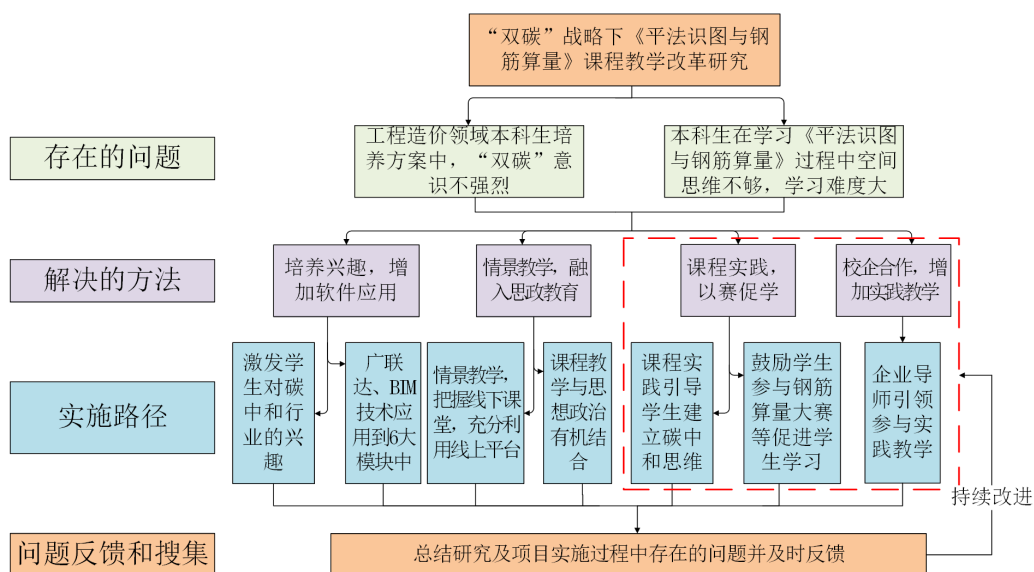 “双碳”战略下《平法识图与钢
筋算量》课程教学改革研究
存在的问题
工程造价领域本科生培
养方案中，“双碳”意
识不强烈
本科生在学习《平法识图
与钢筋算量》过程中空间
思维不够，学习难度大
解决的方法
培养兴趣，增
加软件应用
情景教学，融
入思政教育
课程实践，
以赛促学
校企合作，增
加实践教学
实施路径
激发学
生对碳
中和行
业的兴
趣
广联
达、BIM
技术应
用到6大
模块中
情景教学，
把握线下课
堂，充分利
用线上平台
课程教
学与思
想政治
有机结
合
课程实
践引导
学生建
立碳中
和思维
鼓励学生
参与钢筋
算量大赛
等促进学
生学习
企业导
师引领
参与实
践教学
持续改进
问题反馈和搜集
总结研究及项目实施过程中存在的问题并及时反馈